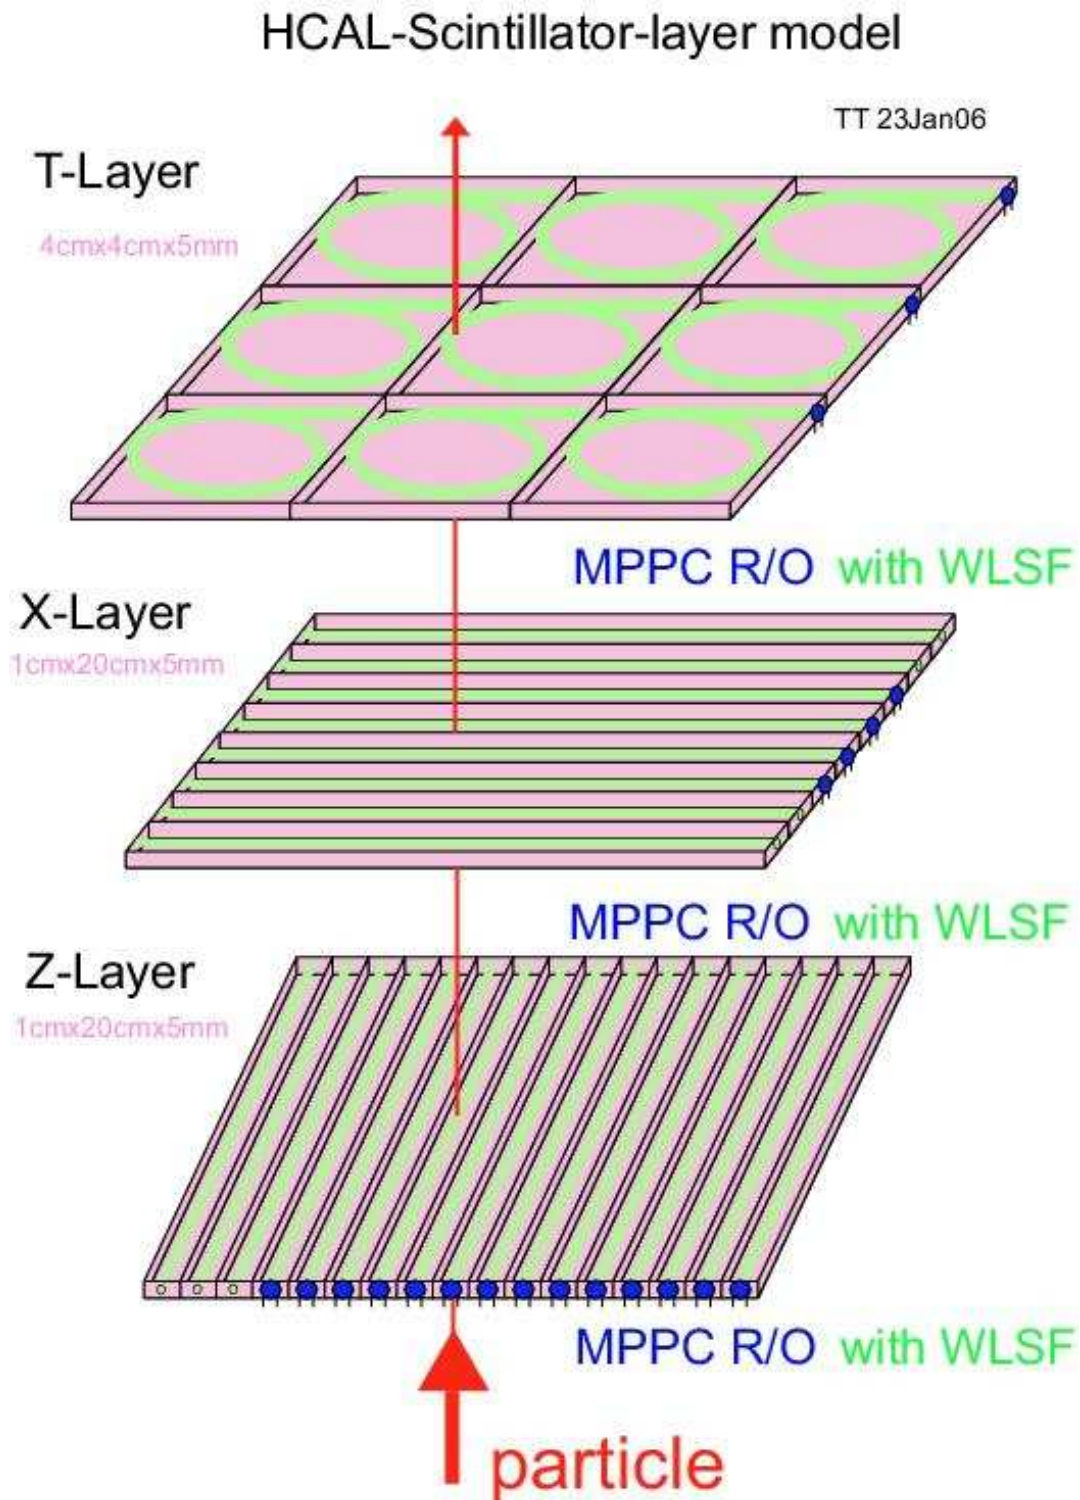 HCAL-Scintillator-layer model
TT 23Jan06
T-Layer
4cmx4cmx5mm
MPPC R/O with WLSF
X-Layer
1cmx20cmx5mm
MPPC R/O with WLSF
Z-Layer
1cmx20cmx5mm
MPPC R/O with WLSF
particle